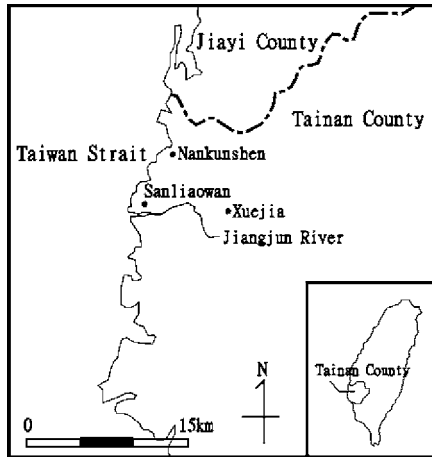 Jiayi County
Tainan County
Taiwan Strait
Nankunshen
Sanliaowan
Xuejia
Jiangjun River
Tainan County
N
0 15km